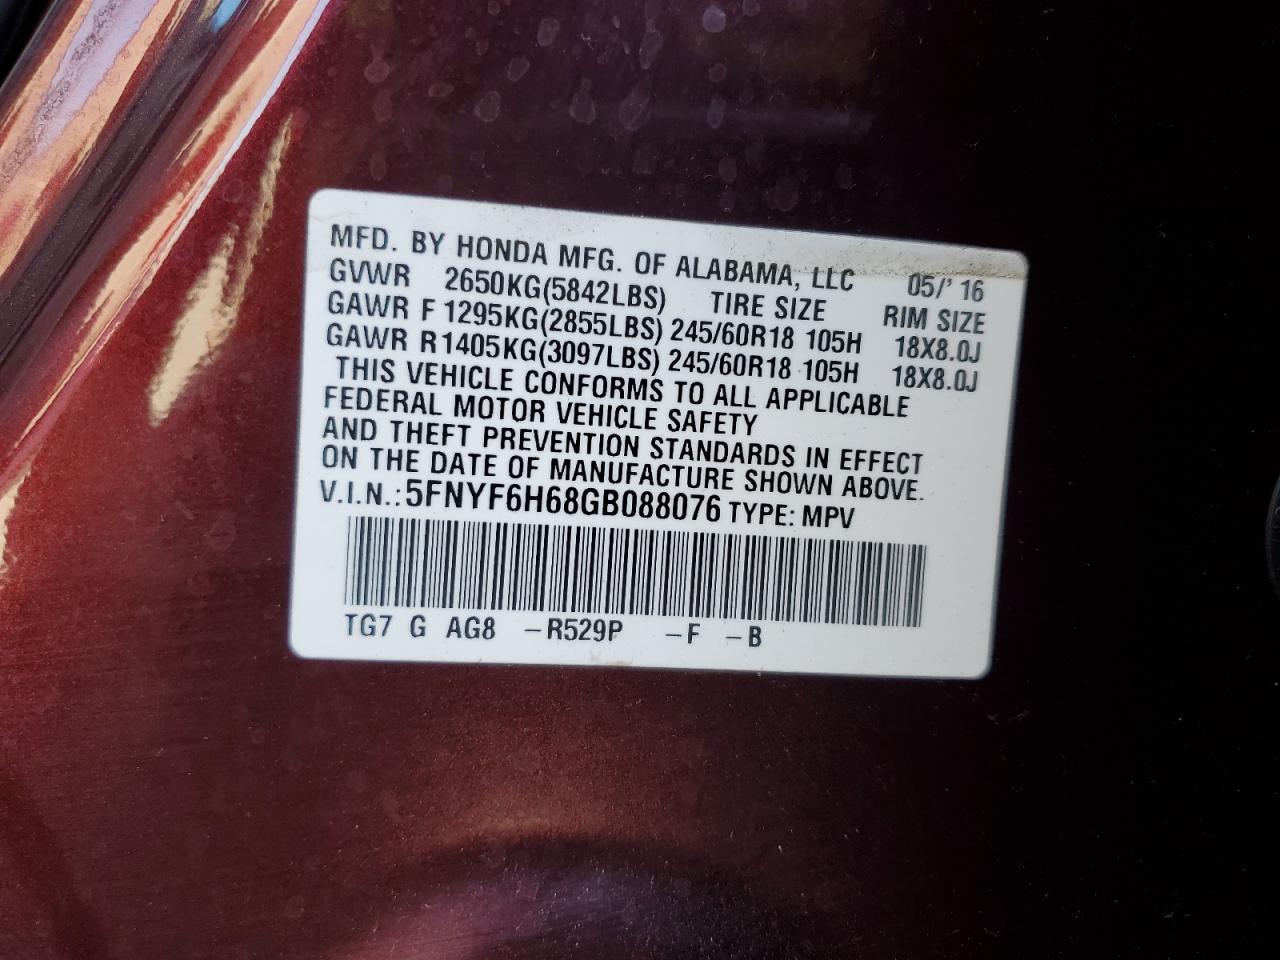 MFD. BY HONDA MFG. OF ALABAMA, LLC 05/'16
GVWR 2650KG(5842LBS) TIRE SIZE RIM SIZE
GAWR F 1295KG(2855LBS) 245/60R18 105H 18X8.0J
GAWR R 1405KG(3097LBS) 245/60R18 105H 18X8.0J
THIS VEHICLE CONFORMS TO ALL APPLICABLE
FEDERAL MOTOR VEHICLE SAFETY
AND THEFT PREVENTION STANDARDS IN EFFECT
ON THE DATE OF MANUFACTURE SHOWN ABOVE.
V.I.N.: 5FNYF6H68GB088076 TYPE: MPV
TG7 G AG8 -R529P -F -B